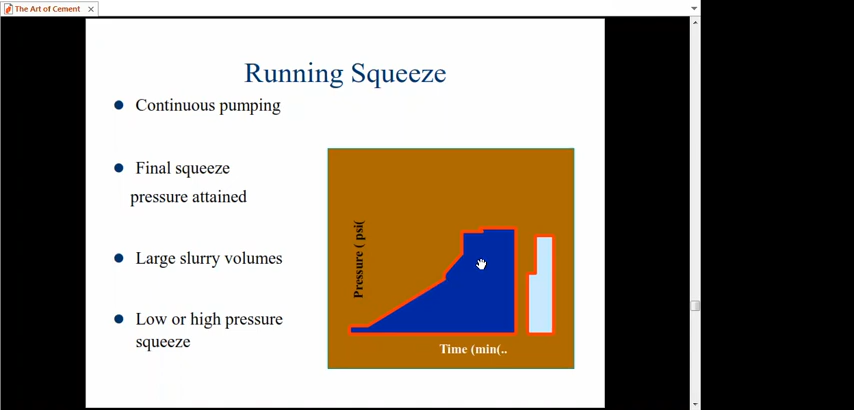 The Art of Cement
Running Squeeze
Continuous pumping
Final squeeze
pressure attained
Large slurry volumes
Low or high pressure
squeeze
Pressure ( psi(
Time (min(..